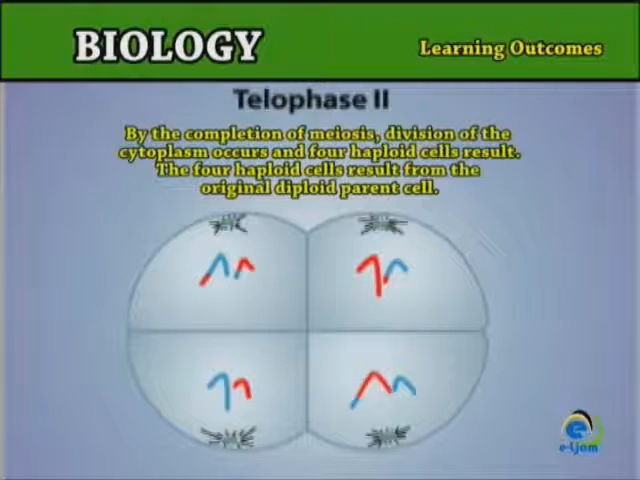 BIOLOGY
Learning Outcomes
Telophase II
By the completion of meiosis, division of the
cytoplasm occurs and four haploid cells result.
The four haploid cells result from the
original diploid parent cell.